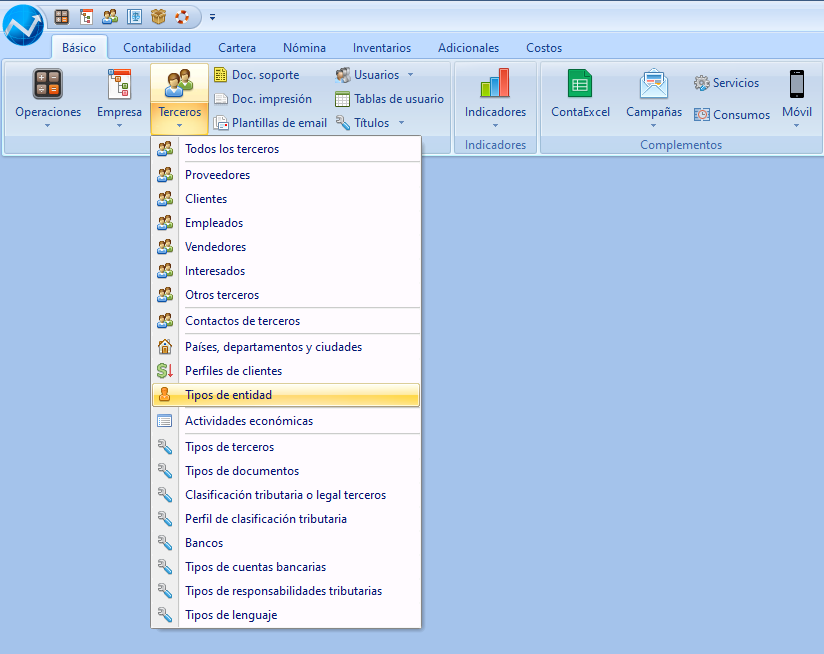 Básico Contabilidad Cartera Nómina Inventarios Adicionales Costos
Operaciones Empresa Terceros
Doc. soporte
Doc. impresión
Plantillas de email
Usuarios
Tablas de usuario
Títulos
Indicadores
Indicadores
ContaExcel Campañas
Servicios
Consumos
Móvil
Complementos
Todos los terceros
Proveedores
Clientes
Empleados
Vendedores
Interesados
Otros terceros
Contactos de terceros
Países, departamentos y ciudades
Perfiles de clientes
Tipos de entidad
Actividades económicas
Tipos de terceros
Tipos de documentos
Clasificación tributaria o legal terceros
Perfil de clasificación tributaria
Bancos
Tipos de cuentas bancarias
Tipos de responsabilidades tributarias
Tipos de lenguaje